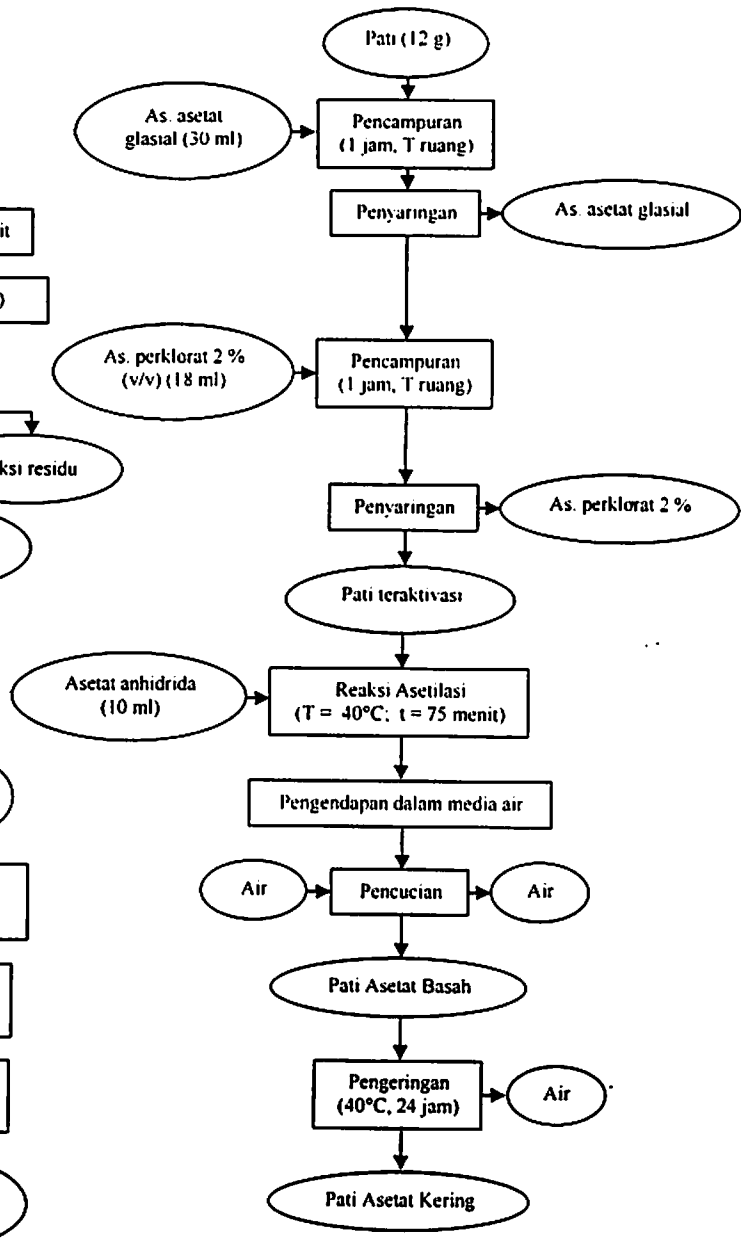 Pati (12 g)
As. asetat
glasial (30 ml)
Pencampuran
(1 jam, T ruang)
Penyaringan
As. asetat glasial
it
)
As. perklorat 2 %
(v/v) (18 ml)
Pencampuran
(1 jam, T ruang)
ksi residu
Penyaringan
As. perklorat 2 %
Pati teraktivasi
Asetat anhidrida
(10 ml)
Reaksi Asetilasi
(T = 40°C; t = 75 menit)
Pengendapan dalam media air
Air
Pencucian
Air
Pati Asetat Basah
Pengeringan
(40°C, 24 jam)
Air
Pati Asetat Kering